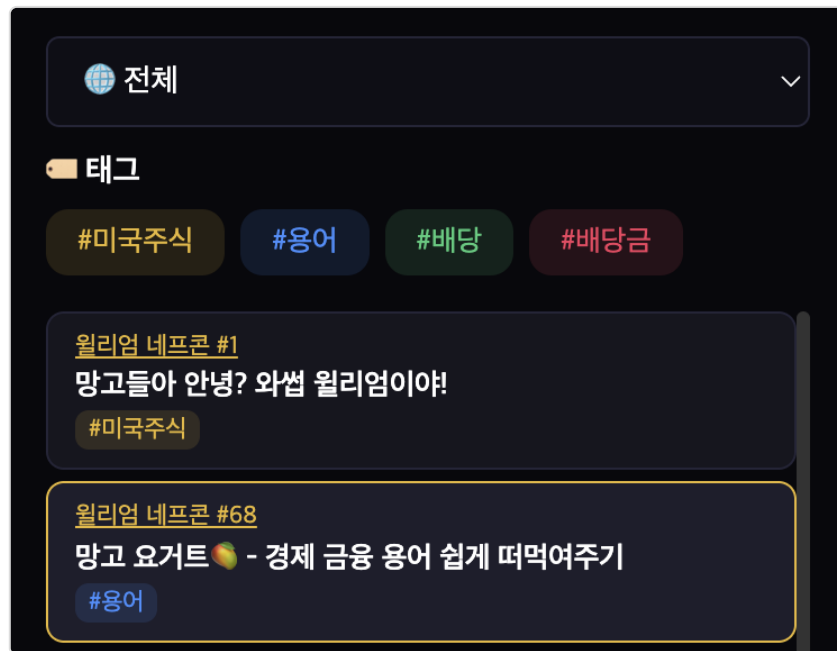 🌐 전체
🏷️ 태그
#미국주식 #용어 #배당 #배당금
윌리엄 네프콘 #1
망고들아 안녕? 와썹 윌리엄이야!
#미국주식
윌리엄 네프콘 #68
망고 요거트🥭 - 경제 금융 용어 쉽게 떠먹여주기
#용어